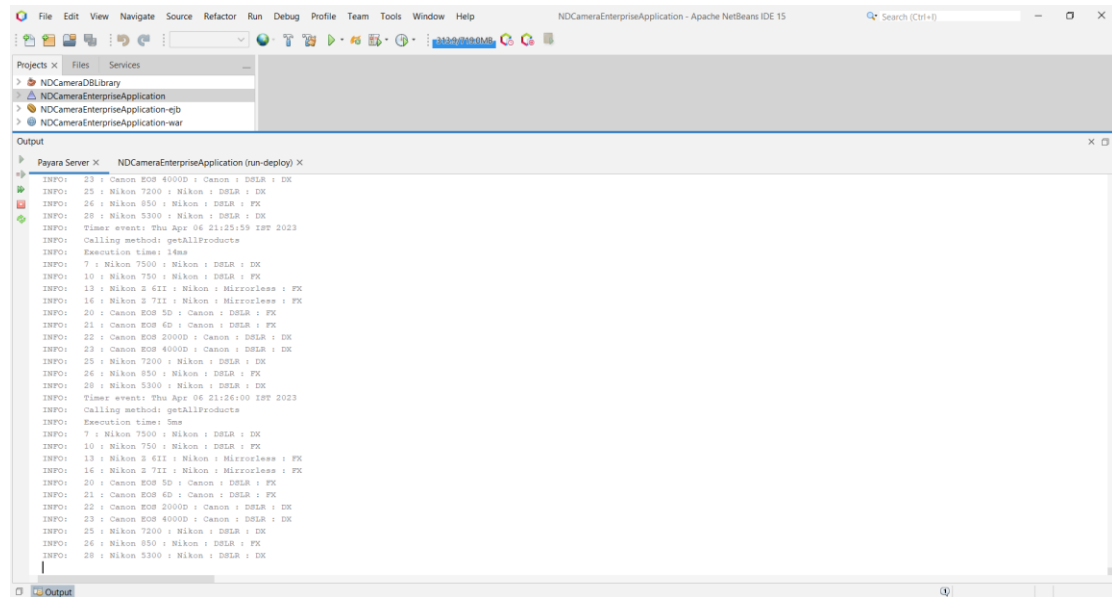 File Edit View Navigate Source Refactor Run Debug Profile Team Tools Window Help NDCameraEnterpriseApplication - Apache NetBeans IDE 15 Search (Ctrl+I)
Projects Files Services
NDCameraDBLibrary
NDCameraEnterpriseApplication
NDCameraEnterpriseApplication-ejb
NDCameraEnterpriseApplication-war
Output
Payara Server NDCameraEnterpriseApplication (run-deploy)
INFO: 23 : Canon EOS 4000D : Canon : DSLR : DX
INFO: 25 : Nikon 7200 : Nikon : DSLR : DX
INFO: 26 : Nikon 850 : Nikon : DSLR : FX
INFO: 28 : Nikon 5300 : Nikon : DSLR : DX
INFO: Timer event: Thu Apr 06 21:25:59 IST 2023
INFO: Calling method: getAllProducts
INFO: Execution time: 14ms
INFO: 7 : Nikon 7500 : Nikon : DSLR : DX
INFO: 10 : Nikon 750 : Nikon : DSLR : FX
INFO: 13 : Nikon Z 6II : Nikon : Mirrorless : FX
INFO: 16 : Nikon Z 7II : Nikon : Mirrorless : FX
INFO: 20 : Canon EOS 5D : Canon : DSLR : FX
INFO: 21 : Canon EOS 6D : Canon : DSLR : FX
INFO: 22 : Canon EOS 2000D : Canon : DSLR : DX
INFO: 23 : Canon EOS 4000D : Canon : DSLR : DX
INFO: 25 : Nikon 7200 : Nikon : DSLR : DX
INFO: 26 : Nikon 850 : Nikon : DSLR : FX
INFO: 28 : Nikon 5300 : Nikon : DSLR : DX
INFO: Timer event: Thu Apr 06 21:26:00 IST 2023
INFO: Calling method: getAllProducts
INFO: Execution time: 5ms
INFO: 7 : Nikon 7500 : Nikon : DSLR : DX
INFO: 10 : Nikon 750 : Nikon : DSLR : FX
INFO: 13 : Nikon Z 6II : Nikon : Mirrorless : FX
INFO: 16 : Nikon Z 7II : Nikon : Mirrorless : FX
INFO: 20 : Canon EOS 5D : Canon : DSLR : FX
INFO: 21 : Canon EOS 6D : Canon : DSLR : FX
INFO: 22 : Canon EOS 2000D : Canon : DSLR : DX
INFO: 23 : Canon EOS 4000D : Canon : DSLR : DX
INFO: 25 : Nikon 7200 : Nikon : DSLR : DX
INFO: 26 : Nikon 850 : Nikon : DSLR : FX
INFO: 28 : Nikon 5300 : Nikon : DSLR : DX
Output